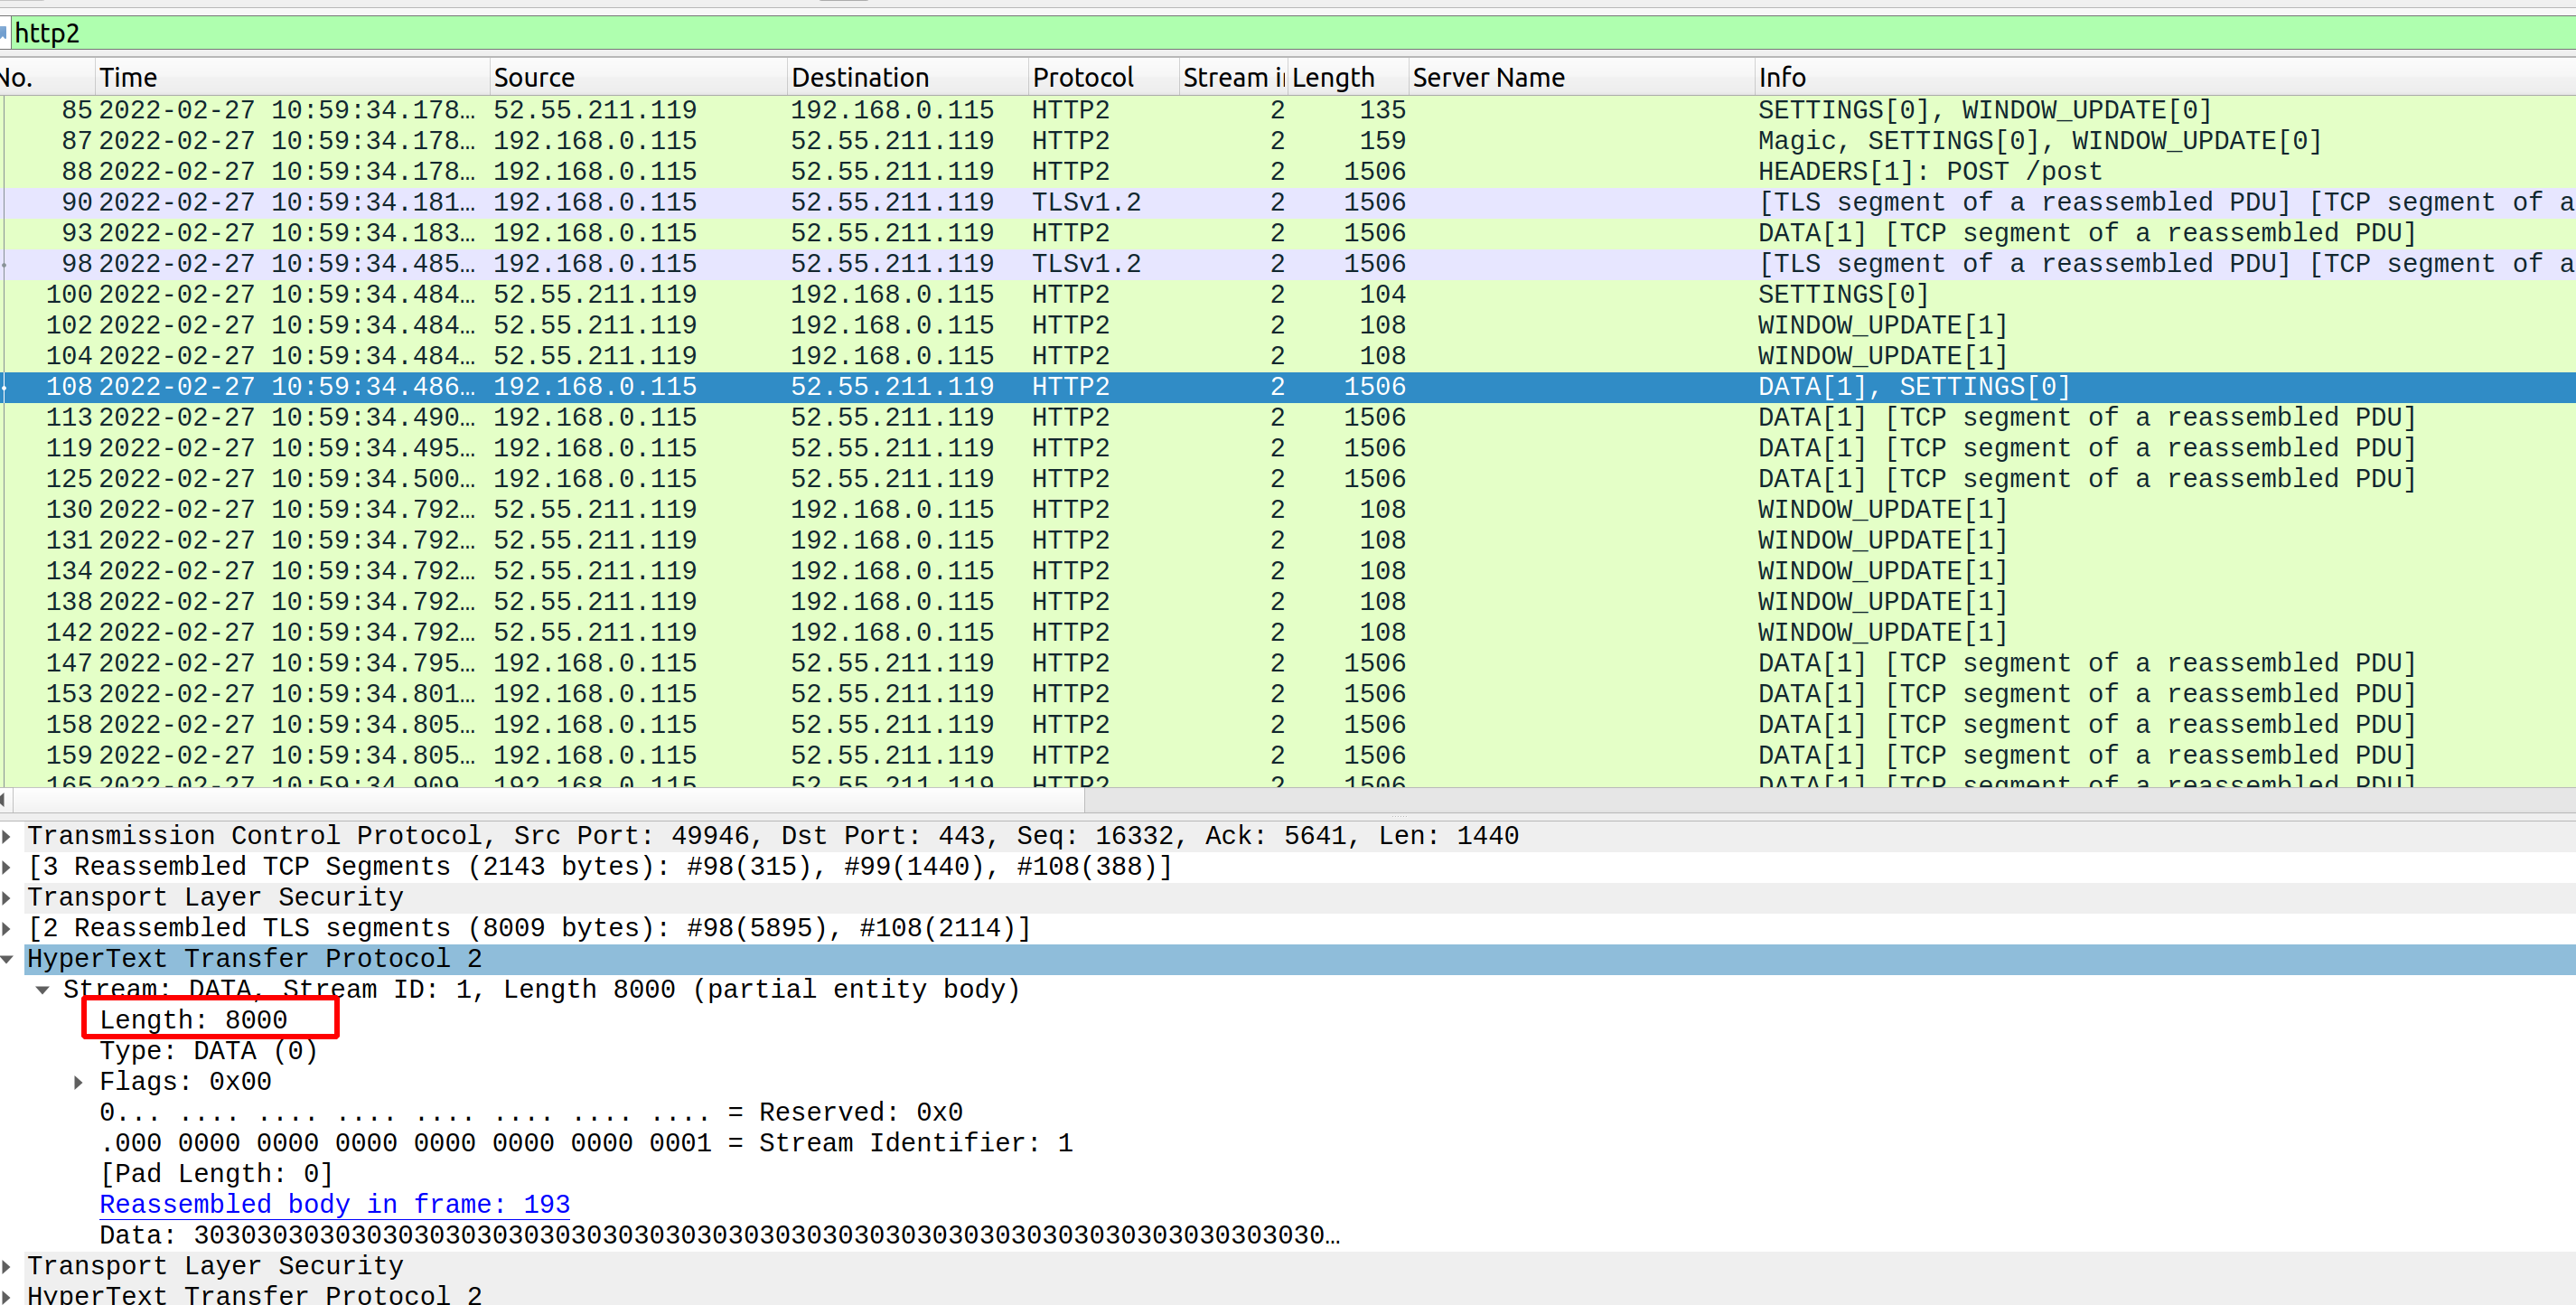 http2
No. Time Source Destination Protocol Stream i Length Server Name Info
85 2022-02-27 10:59:34.178… 52.55.211.119 192.168.0.115 HTTP2 2 135 SETTINGS[0], WINDOW_UPDATE[0]
87 2022-02-27 10:59:34.178… 192.168.0.115 52.55.211.119 HTTP2 2 159 Magic, SETTINGS[0], WINDOW_UPDATE[0]
88 2022-02-27 10:59:34.178… 192.168.0.115 52.55.211.119 HTTP2 2 1506 HEADERS[1]: POST /post
90 2022-02-27 10:59:34.181… 192.168.0.115 52.55.211.119 TLSv1.2 2 1506 [TLS segment of a reassembled PDU] [TCP segment of a
93 2022-02-27 10:59:34.183… 192.168.0.115 52.55.211.119 HTTP2 2 1506 DATA[1] [TCP segment of a reassembled PDU]
98 2022-02-27 10:59:34.485… 192.168.0.115 52.55.211.119 TLSv1.2 2 1506 [TLS segment of a reassembled PDU] [TCP segment of a
100 2022-02-27 10:59:34.484… 52.55.211.119 192.168.0.115 HTTP2 2 104 SETTINGS[0]
102 2022-02-27 10:59:34.484… 52.55.211.119 192.168.0.115 HTTP2 2 108 WINDOW_UPDATE[1]
104 2022-02-27 10:59:34.484… 52.55.211.119 192.168.0.115 HTTP2 2 108 WINDOW_UPDATE[1]
108 2022-02-27 10:59:34.486… 192.168.0.115 52.55.211.119 HTTP2 2 1506 DATA[1], SETTINGS[0]
113 2022-02-27 10:59:34.490… 192.168.0.115 52.55.211.119 HTTP2 2 1506 DATA[1] [TCP segment of a reassembled PDU]
119 2022-02-27 10:59:34.495… 192.168.0.115 52.55.211.119 HTTP2 2 1506 DATA[1] [TCP segment of a reassembled PDU]
125 2022-02-27 10:59:34.500… 192.168.0.115 52.55.211.119 HTTP2 2 1506 DATA[1] [TCP segment of a reassembled PDU]
130 2022-02-27 10:59:34.792… 52.55.211.119 192.168.0.115 HTTP2 2 108 WINDOW_UPDATE[1]
131 2022-02-27 10:59:34.792… 52.55.211.119 192.168.0.115 HTTP2 2 108 WINDOW_UPDATE[1]
134 2022-02-27 10:59:34.792… 52.55.211.119 192.168.0.115 HTTP2 2 108 WINDOW_UPDATE[1]
138 2022-02-27 10:59:34.792… 52.55.211.119 192.168.0.115 HTTP2 2 108 WINDOW_UPDATE[1]
142 2022-02-27 10:59:34.792… 52.55.211.119 192.168.0.115 HTTP2 2 108 WINDOW_UPDATE[1]
147 2022-02-27 10:59:34.795… 192.168.0.115 52.55.211.119 HTTP2 2 1506 DATA[1] [TCP segment of a reassembled PDU]
153 2022-02-27 10:59:34.801… 192.168.0.115 52.55.211.119 HTTP2 2 1506 DATA[1] [TCP segment of a reassembled PDU]
158 2022-02-27 10:59:34.805… 192.168.0.115 52.55.211.119 HTTP2 2 1506 DATA[1] [TCP segment of a reassembled PDU]
159 2022-02-27 10:59:34.805… 192.168.0.115 52.55.211.119 HTTP2 2 1506 DATA[1] [TCP segment of a reassembled PDU]
165 2022-02-27 10:59:34.909… 192.168.0.115 52.55.211.119 HTTP2 2 1506 DATA[1] [TCP segment of a reassembled PDU]
Transmission Control Protocol, Src Port: 49946, Dst Port: 443, Seq: 16332, Ack: 5641, Len: 1440
[3 Reassembled TCP Segments (2143 bytes): #98(315), #99(1440), #108(388)]
Transport Layer Security
[2 Reassembled TLS segments (8009 bytes): #98(5895), #108(2114)]
HyperText Transfer Protocol 2
Stream: DATA, Stream ID: 1, Length 8000 (partial entity body)
Length: 8000
Type: DATA (0)
Flags: 0x00
0... .... .... .... .... .... .... .... = Reserved: 0x0
.000 0000 0000 0000 0000 0000 0000 0001 = Stream Identifier: 1
[Pad Length: 0]
Reassembled body in frame: 193
Data: 303030303030303030303030303030303030303030303030303030303030303030303030…
Transport Layer Security
HyperText Transfer Protocol 2